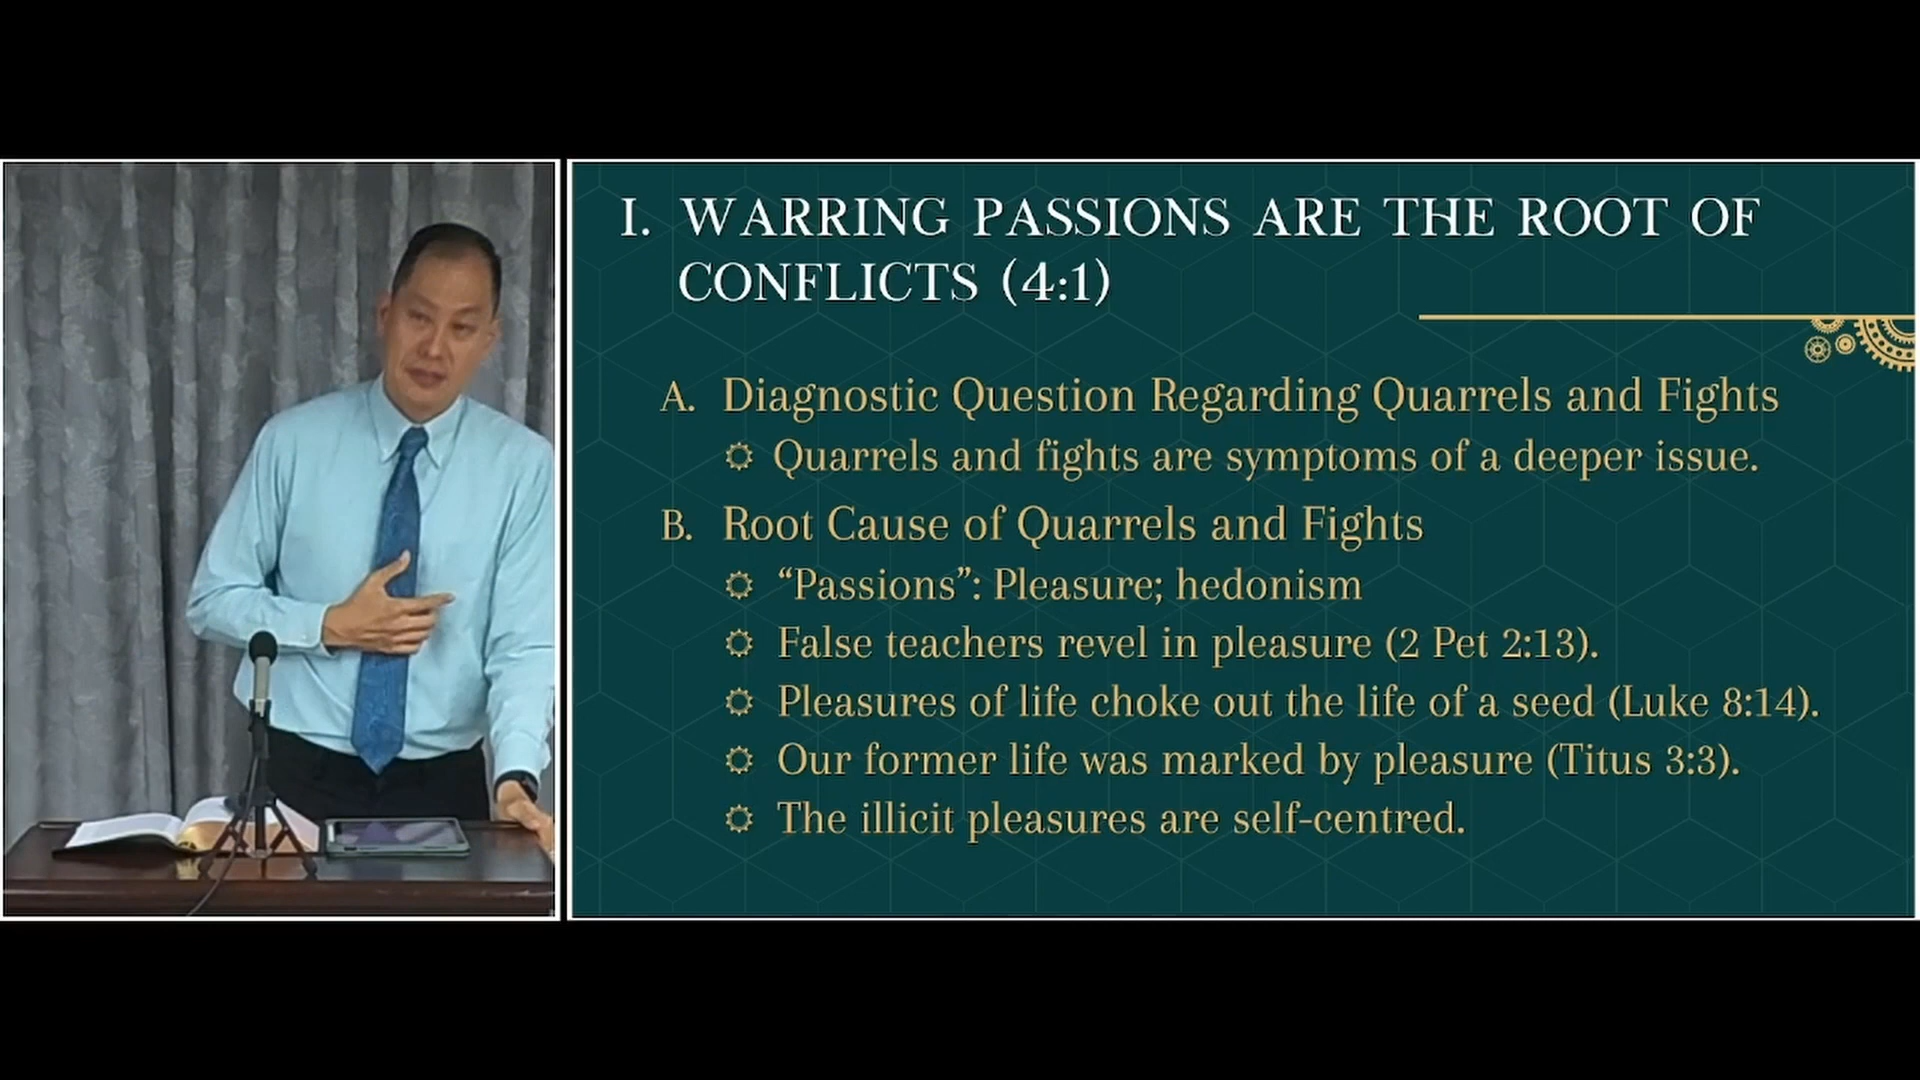 I. WARRING PASSIONS ARE THE ROOT OF
CONFLICTS (4:1)
A. Diagnostic Question Regarding Quarrels and Fights
Quarrels and fights are symptoms of a deeper issue.
B. Root Cause of Quarrels and Fights
“Passions”: Pleasure; hedonism
False teachers revel in pleasure (2 Pet 2:13).
Pleasures of life choke out the life of a seed (Luke 8:14).
Our former life was marked by pleasure (Titus 3:3).
The illicit pleasures are self-centred.